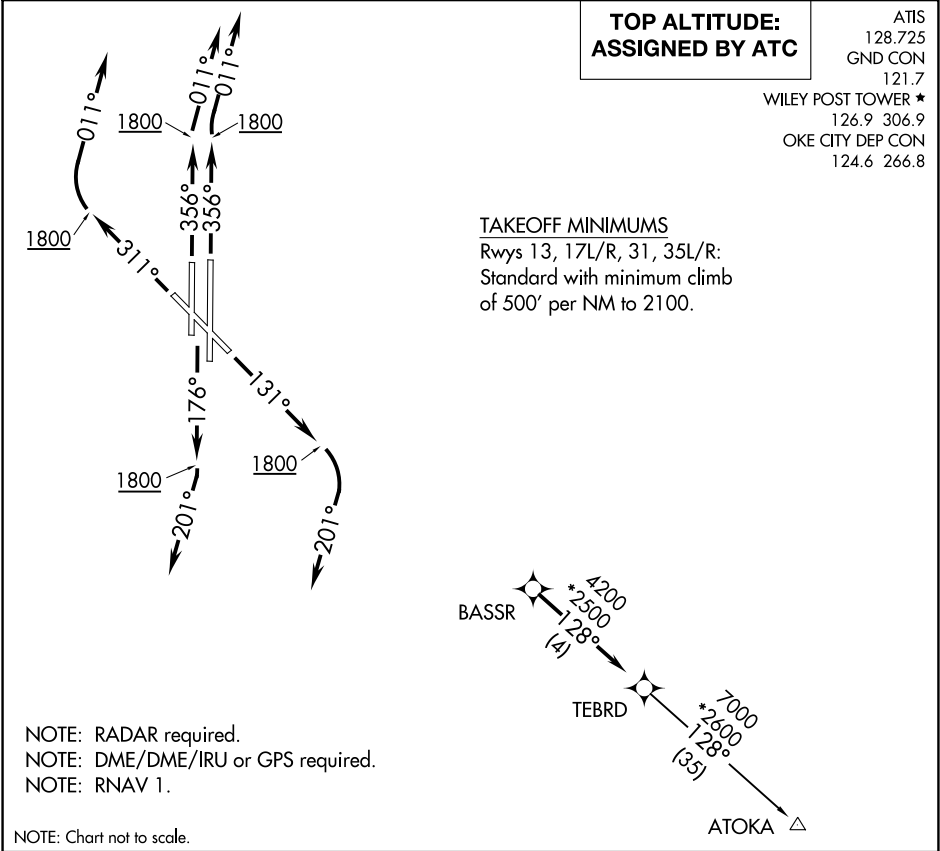 TOP ALTITUDE:
ASSIGNED BY ATC
ATIS
128.725
GND CON
121.7
WILEY POST TOWER ★
126.9 306.9
OKE CITY DEP CON
124.6 266.8
011°
011°
011°
1800
1800
356°
356°
1800
311°
TAKEOFF MINIMUMS
Rwys 13, 17L/R, 31, 35L/R:
Standard with minimum climb
of 500' per NM to 2100.
176°
131°
1800
1800
201°
201°
BASSR
4200
*2500
128°
(4)
TEBRD
7000
*2600
128°
(35)
ATOKA
NOTE: RADAR required.
NOTE: DME/DME/IRU or GPS required.
NOTE: RNAV 1.
NOTE: Chart not to scale.